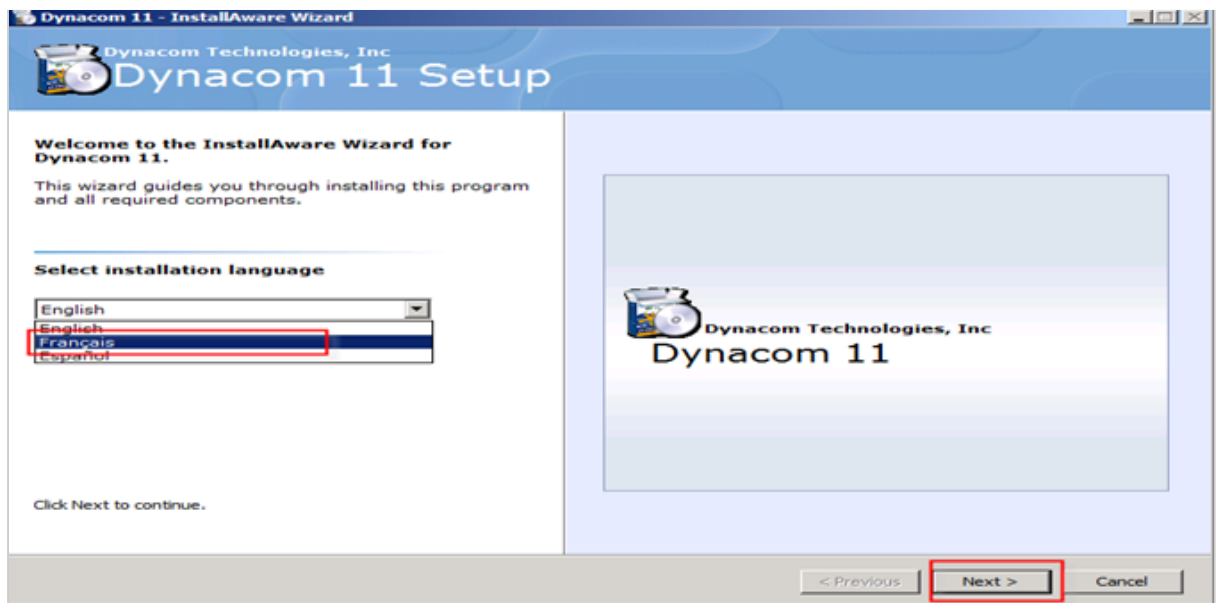 Dynacom 11 - InstallAware Wizard
Dynacom Technologies, Inc
Dynacom 11 Setup
Welcome to the InstallAware Wizard for
Dynacom 11.
This wizard guides you through installing this program
and all required components.
Select installation language
English
English
Français
Español
Click Next to continue.
Dynacom Technologies, Inc
Dynacom 11
< Previous
Next >
Cancel